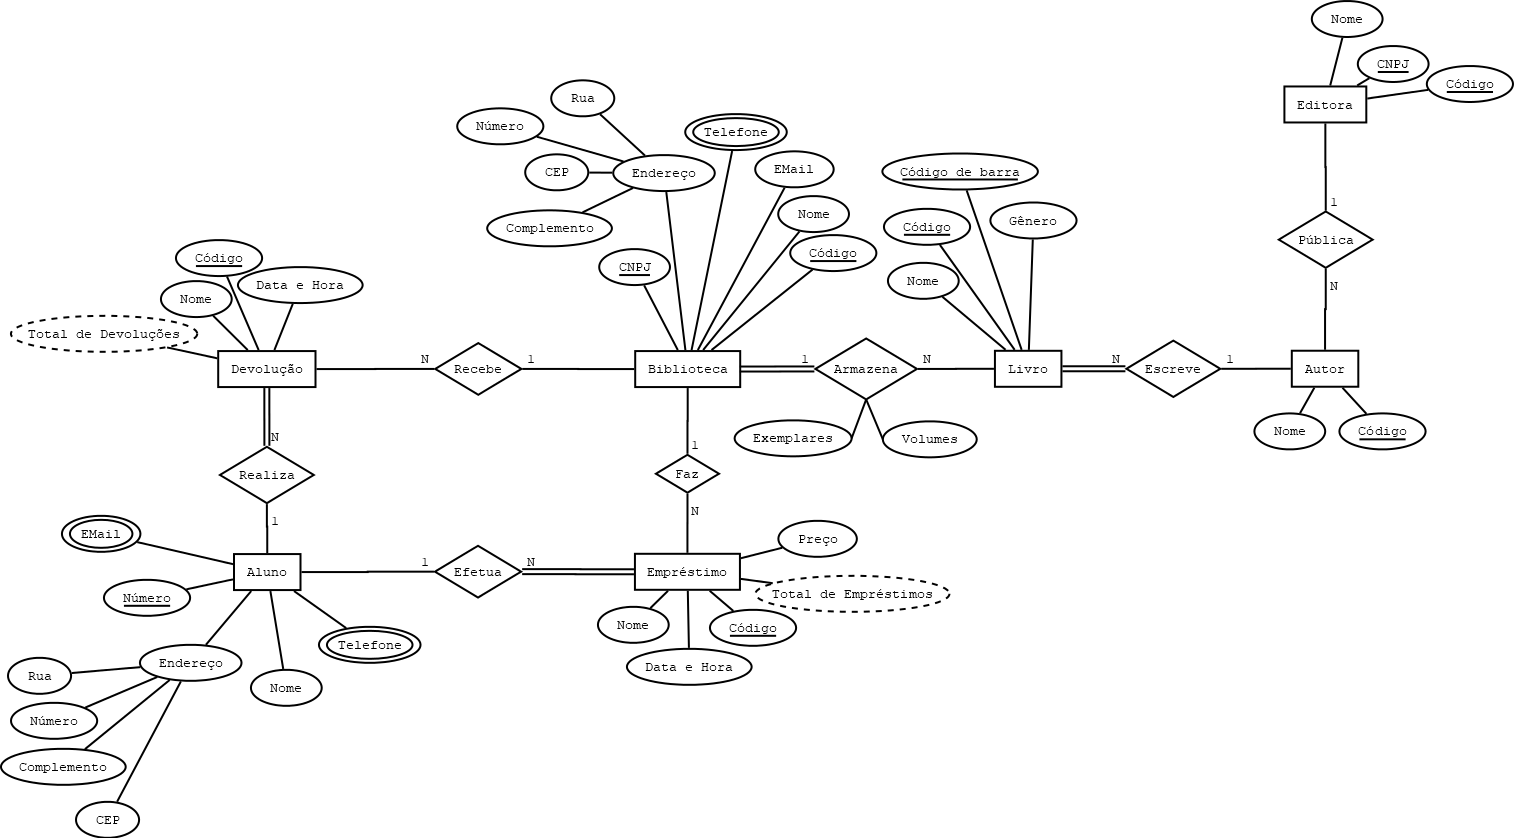 Nome
CNPJ
Código
Editora
1
Pública
N
Rua
Número
Telefone
CEP
Endereço
EMail
Complemento
Nome
Código
CNPJ
Código de barra
Código
Gênero
Nome
Código
Data e Hora
Nome
Total de Devoluções
Devolução
N
Recebe
1
Biblioteca
1
Armazena
N
Livro
N
Escreve
1
Autor
Exemplares
Volumes
Nome
Código
N
Realiza
1
1
Faz
N
EMail
Número
Aluno
1
Efetua
N
Empréstimo
Preço
Total de Empréstimos
Nome
Código
Data e Hora
Telefone
Endereço
Nome
Rua
Número
Complemento
CEP